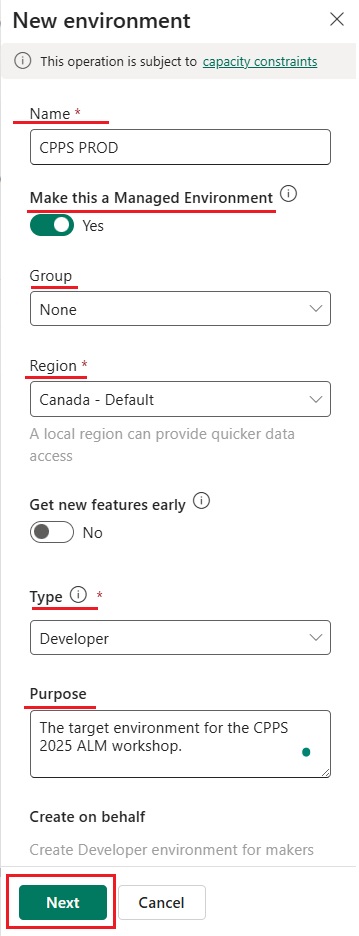 New environment
This operation is subject to capacity constraints
Name *
CPPS PROD
Make this a Managed Environment
Yes
Group
None
Region *
Canada - Default
A local region can provide quicker data
access
Get new features early
No
Type *
Developer
Purpose
The target environment for the CPPS
2025 ALM workshop.
Create on behalf
Create Developer environment for makers
Next Cancel